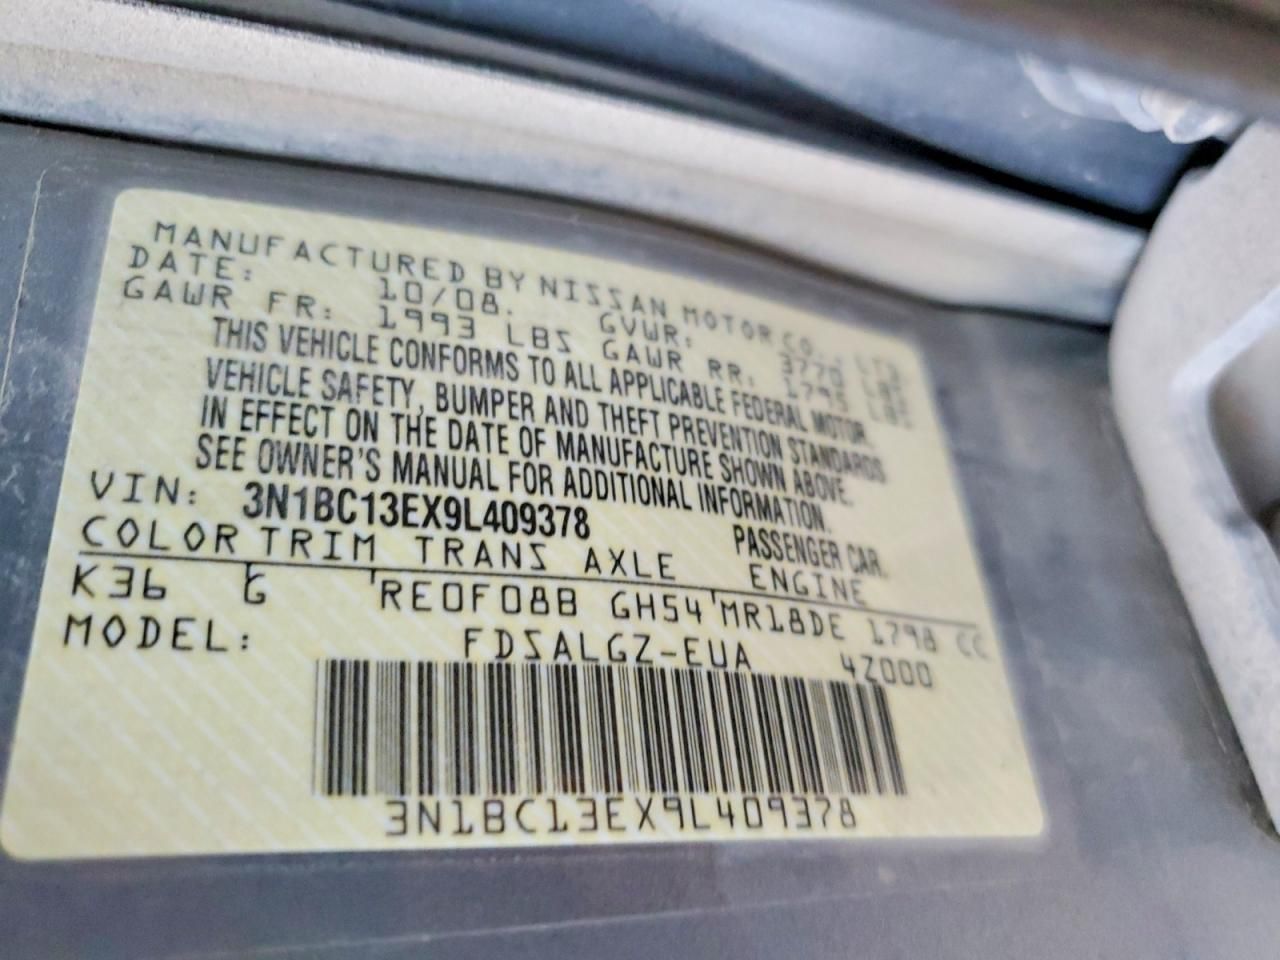 MANUFACTURED BY NISSAN MOTOR CO., LTD
DATE: 10/08. GVWR: 3770 LBS
GAWR FR: 1993 LBS GAWR RR: 1795 LBS
THIS VEHICLE CONFORMS TO ALL APPLICABLE FEDERAL MOTOR
VEHICLE SAFETY, BUMPER AND THEFT PREVENTION STANDARDS
IN EFFECT ON THE DATE OF MANUFACTURE SHOWN ABOVE.
SEE OWNER'S MANUAL FOR ADDITIONAL INFORMATION.
VIN: 3N1BC13EX9L409378 PASSENGER CAR.
COLOR TRIM TRANS AXLE ENGINE
K36 G RE0F08B GH54 MR18DE 1798 CC
MODEL: FDSALGZ-EUA 4Z000
3N1BC13EX9L409378